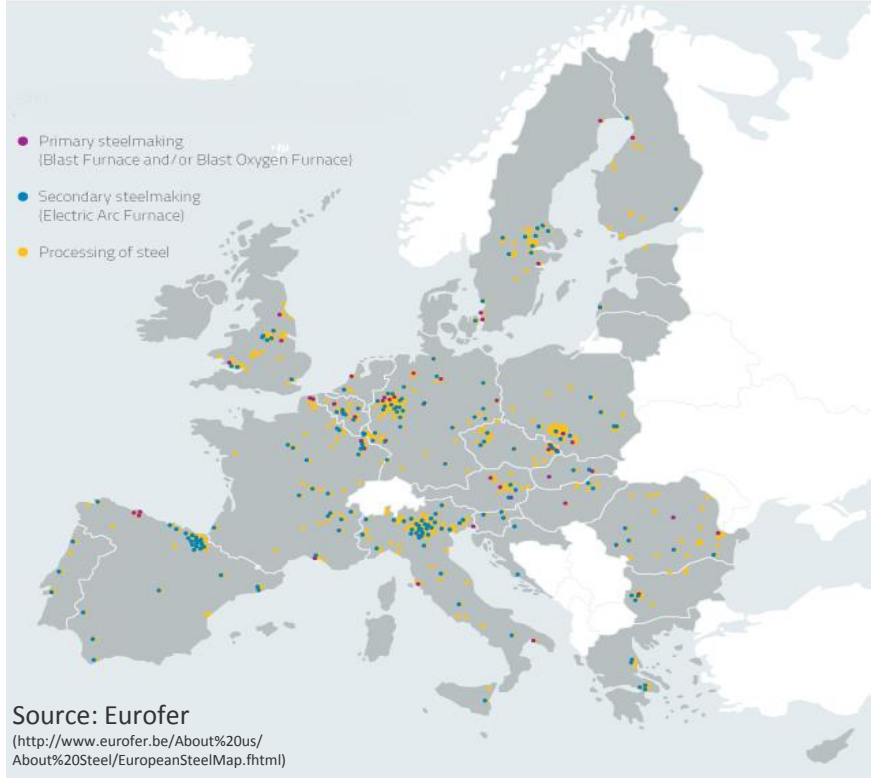 Primary steelmaking
(Blast Furnace and/or Blast Oxygen Furnace)
Secondary steelmaking
(Electric Arc Furnace)
Processing of steel
Source: Eurofer
(http://www.eurofer.be/About%20us/
About%20Steel/EuropeanSteelMap.fhtml)